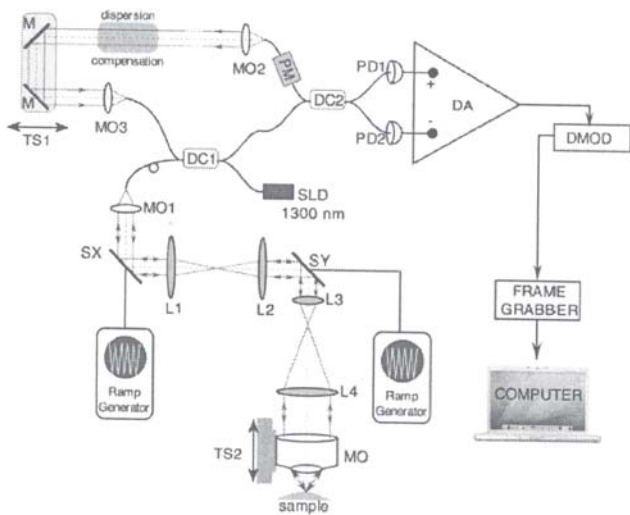 dispersion
compensation
M
M
TS1
MO3
MO2
PM
DC2
PD1
PD2
+
-
DA
DMOD
DC1
SLD
1300 nm
MO1
SX
L1
L2
SY
L3
L4
Ramp
Generator
Ramp
Generator
FRAME
GRABBER
COMPUTER
TS2
MO
sample